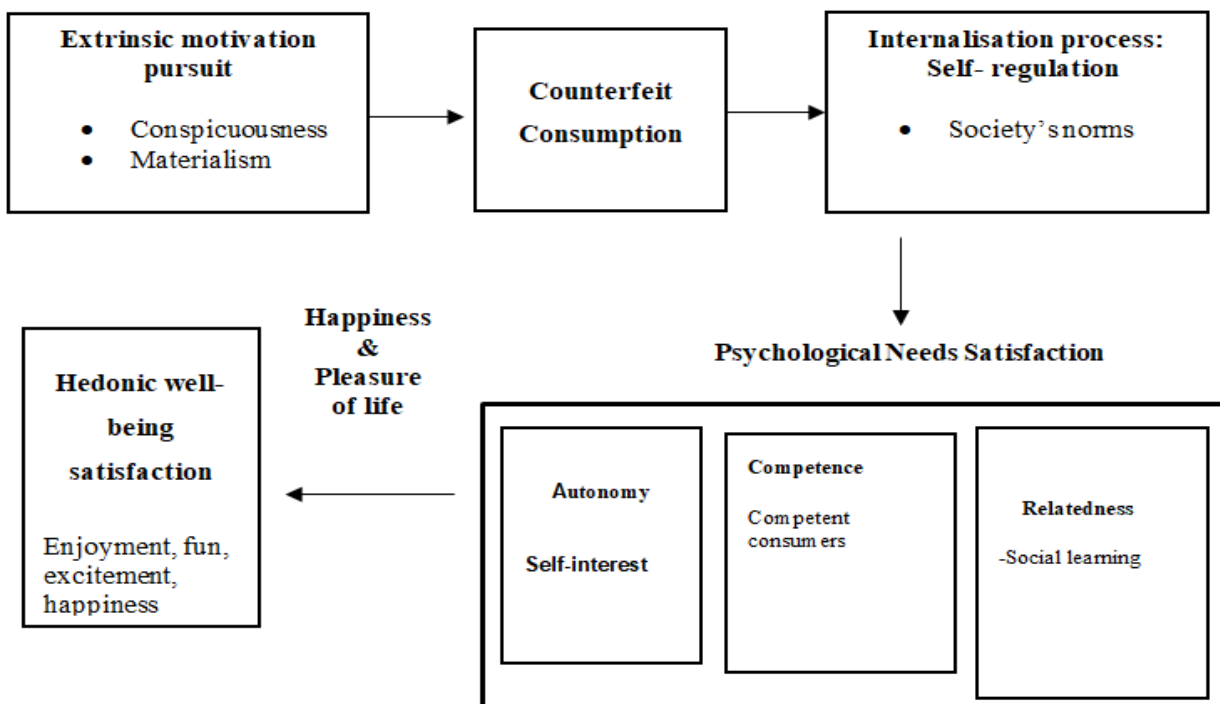 Extrinsic motivation
pursuit
• Conspicuousness
• Materialism
Counterfeit
Consumption
Internalisation process:
Self- regulation
• Society’s norms
Psychological Needs Satisfaction
Autonomy
Self-interest
Competence
Competent
consumers
Relatedness
-Social learning
Happiness
&
Pleasure
of life
Hedonic well-
being
satisfaction
Enjoyment, fun,
excitement,
happiness